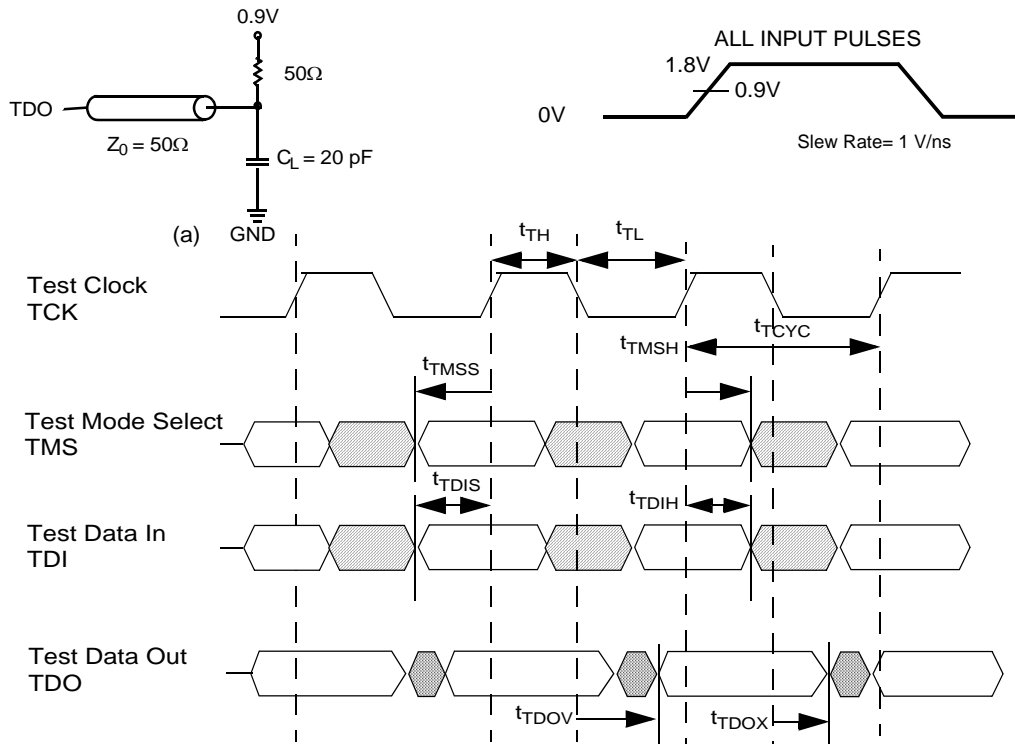 0.9V
50Ω
TDO
Z0 = 50Ω
CL = 20 pF
(a)
GND
ALL INPUT PULSES
1.8V
0.9V
0V
Slew Rate= 1 V/ns
tTH
tTL
Test Clock
TCK
tTCYC
tTMSH
tTMSS
Test Mode Select
TMS
tTDIS
tTDIH
Test Data In
TDI
Test Data Out
TDO
tTDOV
tTDOX